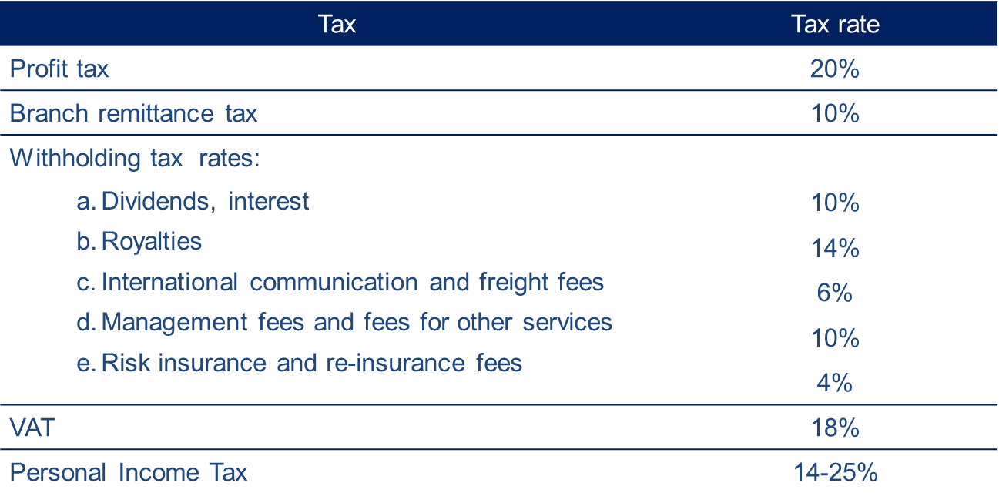 Tax Tax rate
Profit tax 20%
Branch remittance tax 10%
Withholding tax rates:
a. Dividends, interest 10%
b. Royalties 14%
c. International communication and freight fees 6%
d. Management fees and fees for other services 10%
e. Risk insurance and re-insurance fees 4%
VAT 18%
Personal Income Tax 14-25%